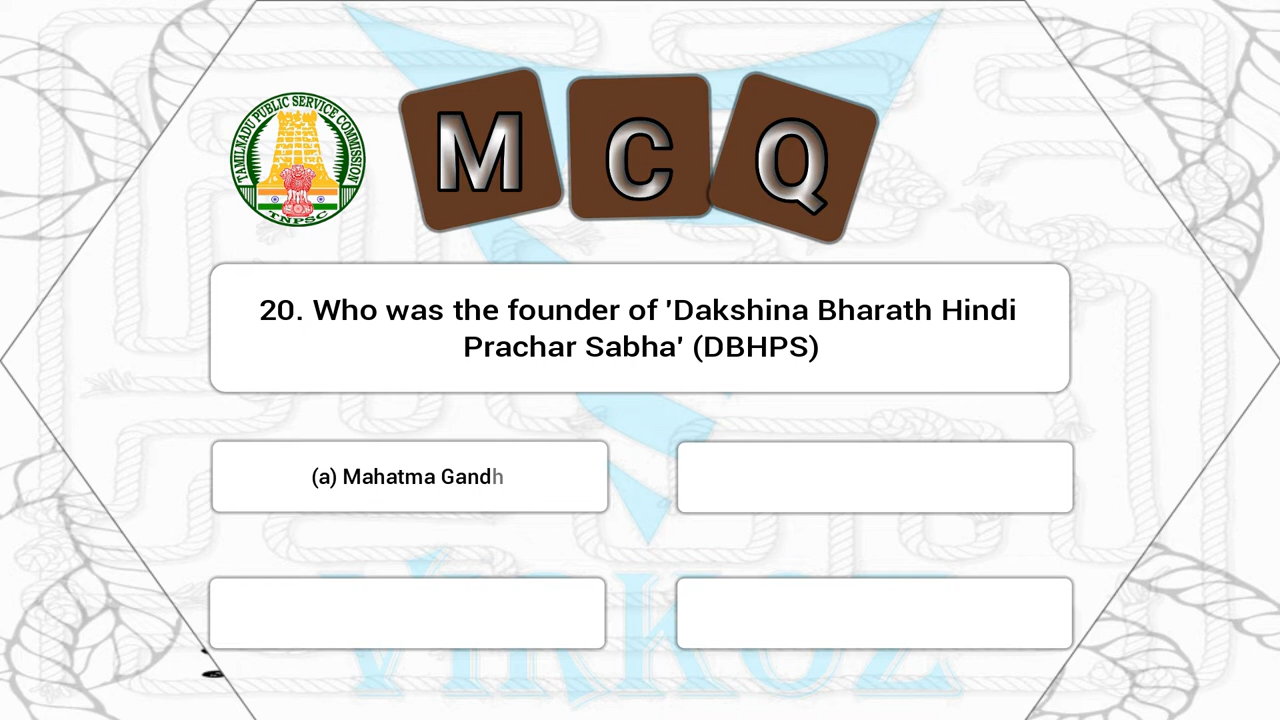 TAMILNADU PUBLIC SERVICE COMMISSION
TNPSC
M C Q
20. Who was the founder of 'Dakshina Bharath Hindi
Prachar Sabha' (DBHPS)
(a) Mahatma Gandh
VIRKOZ